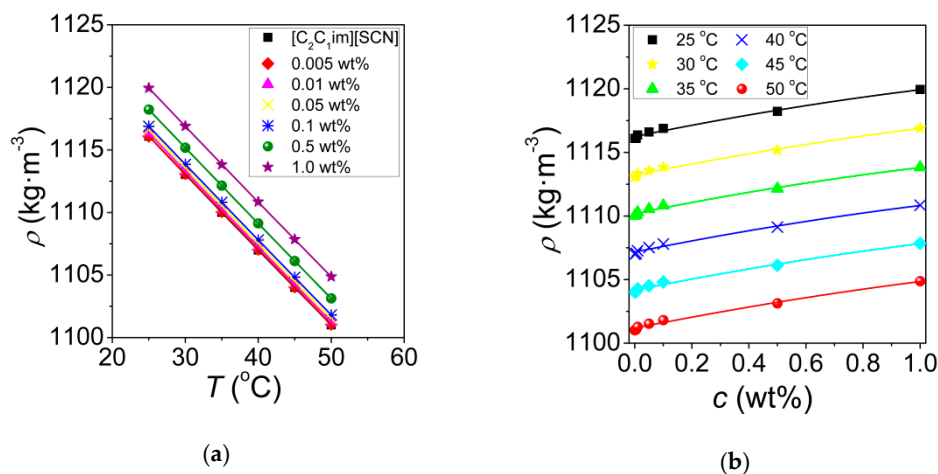 1125
1120
1115
1110
1105
1100
ρ (kg·m⁻³)
20 30 40 50 60
T (°C)
[C₂C₁im][SCN]
0.005 wt%
0.01 wt%
0.05 wt%
0.1 wt%
0.5 wt%
1.0 wt%
(a)
1125
1120
1115
1110
1105
1100
ρ (kg·m⁻³)
0.0 0.2 0.4 0.6 0.8 1.0
c (wt%)
25 °C 40 °C
30 °C 45 °C
35 °C 50 °C
(b)